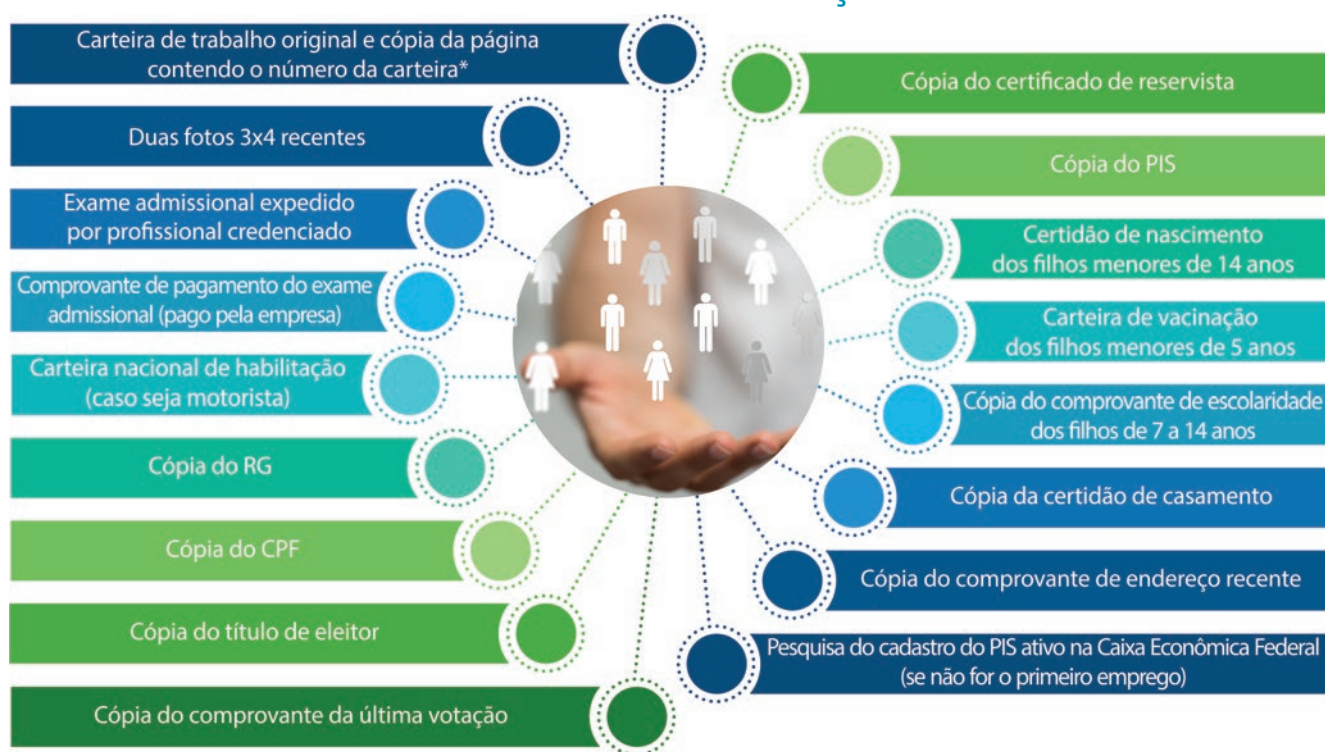 Carteira de trabalho original e cópia da página
contendo o número da carteira*
Duas fotos 3x4 recentes
Exame admissional expedido
por profissional credenciado
Comprovante de pagamento do exame
admissional (pago pela empresa)
Carteira nacional de habilitação
(caso seja motorista)
Cópia do RG
Cópia do CPF
Cópia do título de eleitor
Cópia do comprovante da última votação
Cópia do certificado de reservista
Cópia do PIS
Certidão de nascimento
dos filhos menores de 14 anos
Carteira de vacinação
dos filhos menores de 5 anos
Cópia do comprovante de escolaridade
dos filhos de 7 a 14 anos
Cópia da certidão de casamento
Cópia do comprovante de endereço recente
Pesquisa do cadastro do PIS ativo na Caixa Econômica Federal
(se não for o primeiro emprego)